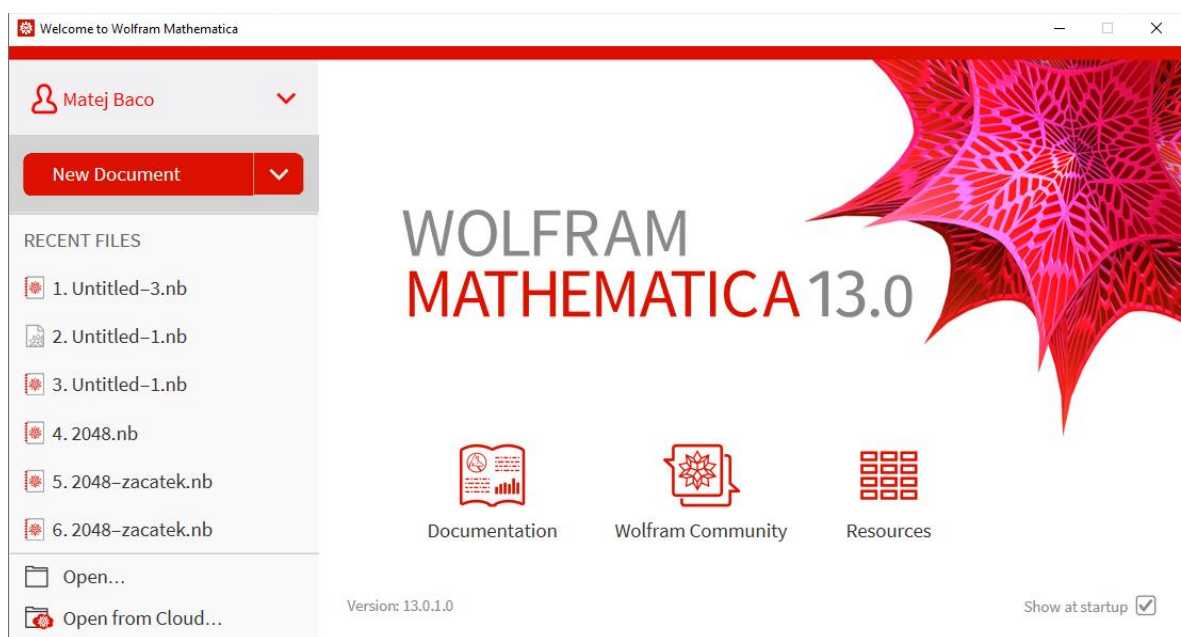 Welcome to Wolfram Mathematica
Matej Baco
New Document
RECENT FILES
1. Untitled-3.nb
2. Untitled-1.nb
3. Untitled-1.nb
4. 2048.nb
5. 2048-zacatek.nb
6. 2048-zacatek.nb
Open...
Open from Cloud...
WOLFRAM
MATHEMATICA 13.0
Documentation
Wolfram Community
Resources
Version: 13.0.1.0
Show at startup